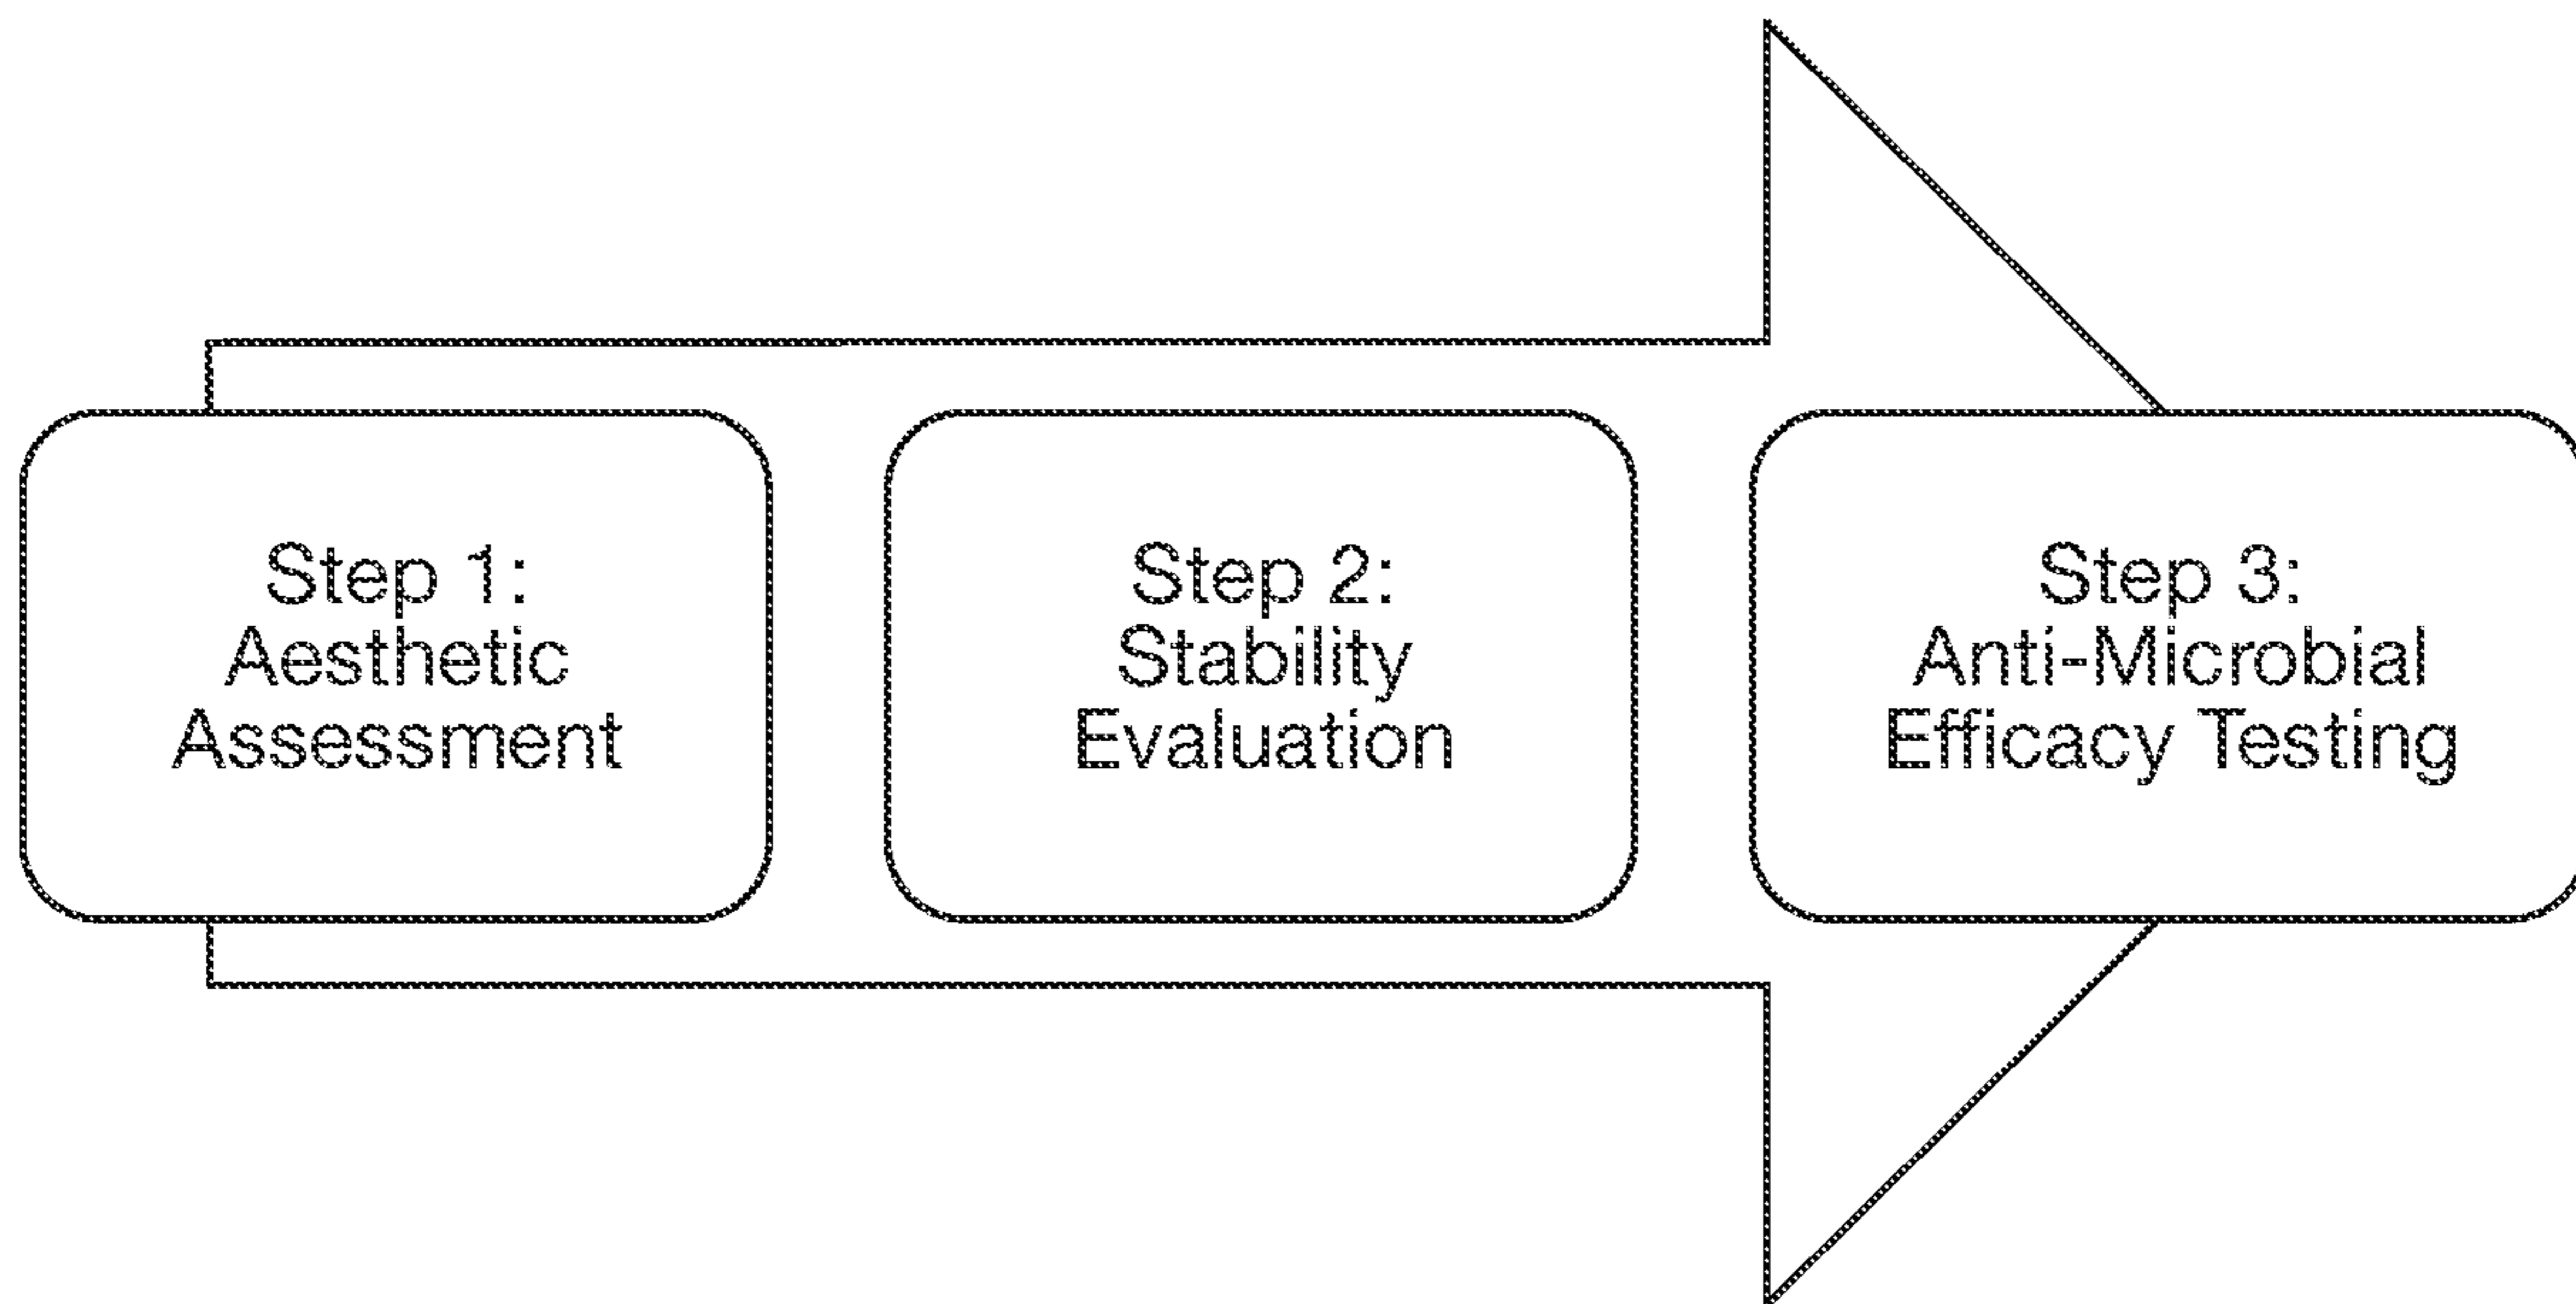 Step 1:
Aesthetic
Assessment
Step 2:
Stability
Evaluation
Step 3:
Anti-Microbial
Efficacy Testing